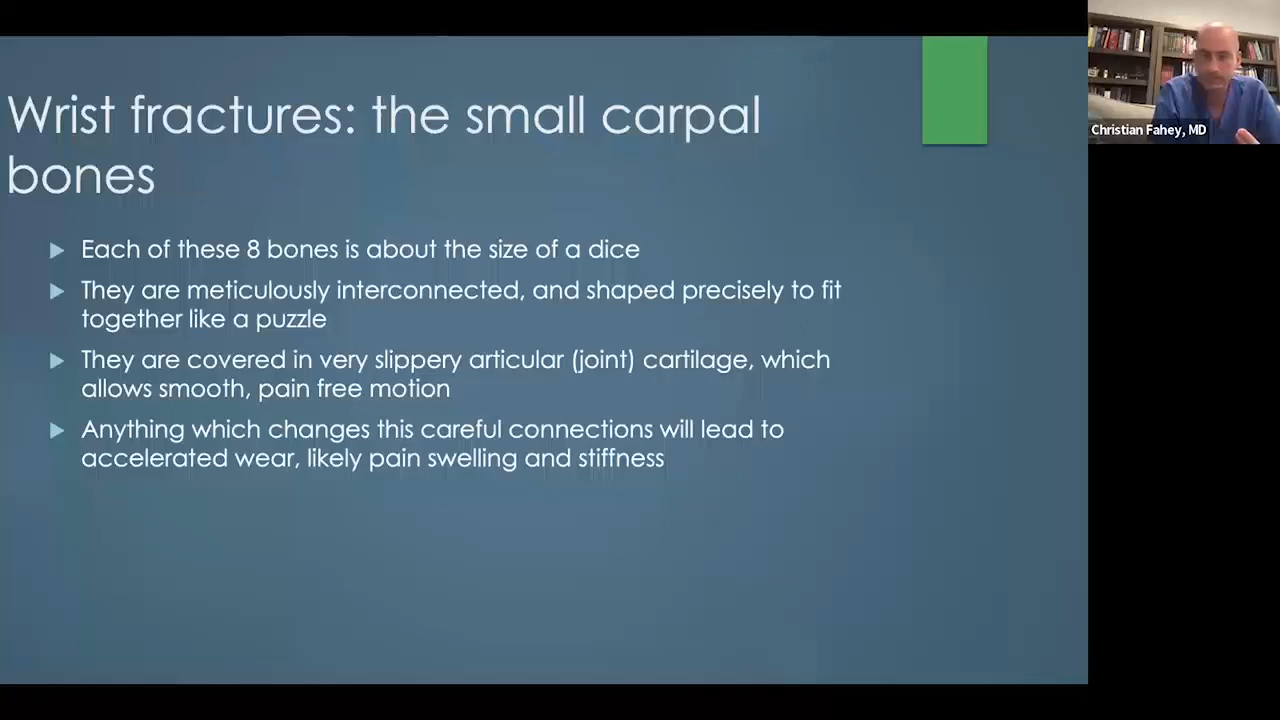 Wrist fractures: the small carpal
bones
Each of these 8 bones is about the size of a dice
They are meticulously interconnected, and shaped precisely to fit
together like a puzzle
They are covered in very slippery articular (joint) cartilage, which
allows smooth, pain free motion
Anything which changes this careful connections will lead to
accelerated wear, likely pain swelling and stiffness
Christian Fahey, MD